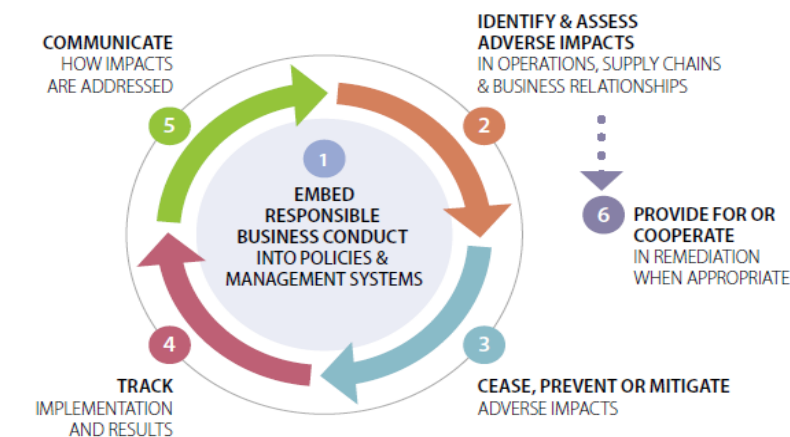 1
EMBED
RESPONSIBLE
BUSINESS CONDUCT
INTO POLICIES &
MANAGEMENT SYSTEMS
2
IDENTIFY & ASSESS
ADVERSE IMPACTS
IN OPERATIONS, SUPPLY CHAINS
& BUSINESS RELATIONSHIPS
3
CEASE, PREVENT OR MITIGATE
ADVERSE IMPACTS
4
TRACK
IMPLEMENTATION
AND RESULTS
5
COMMUNICATE
HOW IMPACTS
ARE ADDRESSED
6
PROVIDE FOR OR
COOPERATE
IN REMEDIATION
WHEN APPROPRIATE